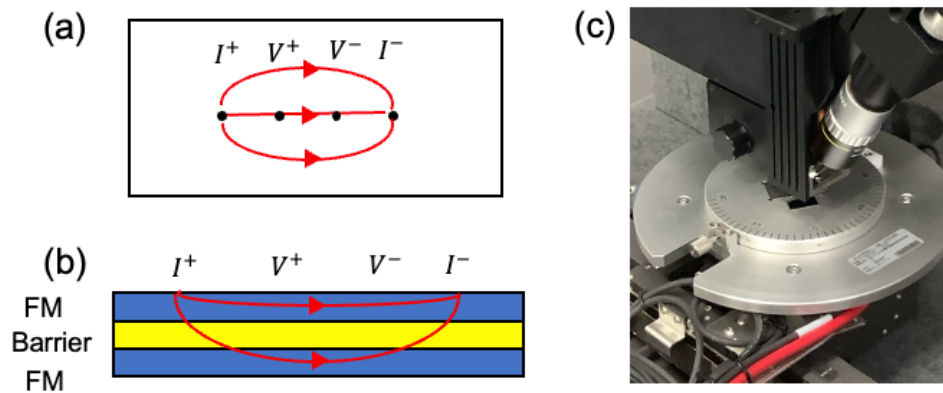 (a)
I⁺ V⁺ V⁻ I⁻
(b)
I⁺ V⁺ V⁻ I⁻
FM
Barrier
FM
(c)